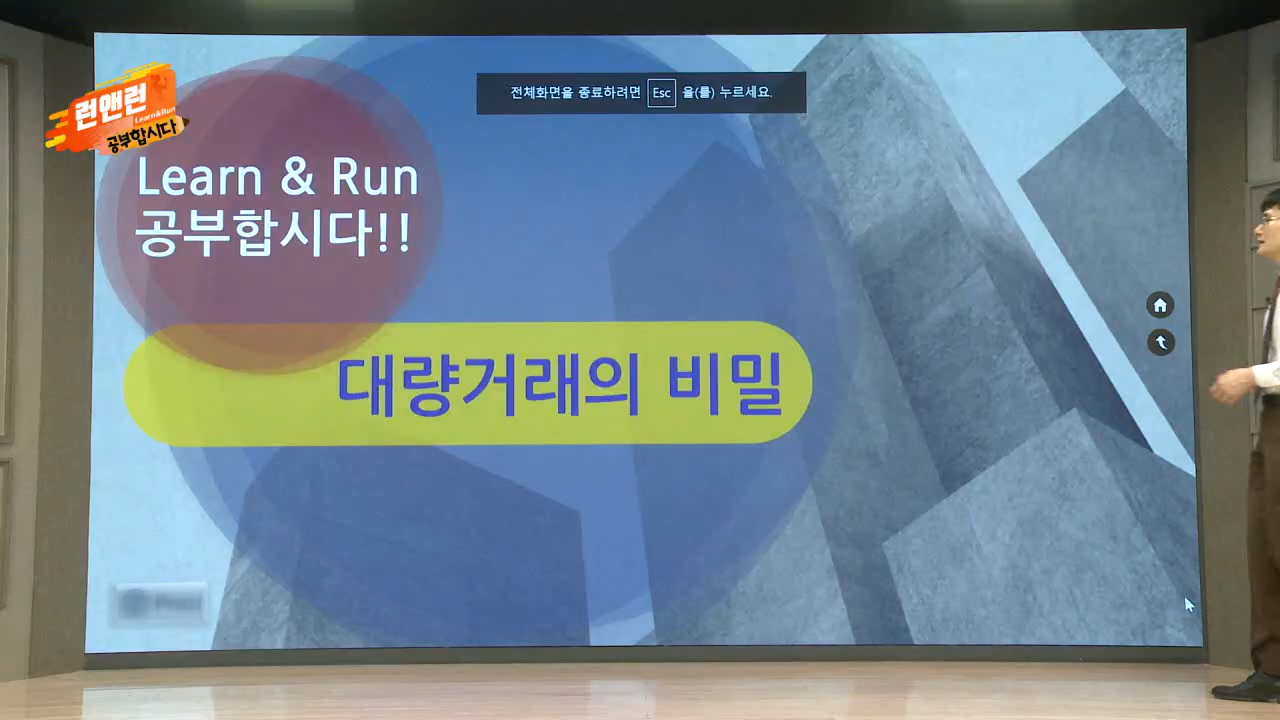 런앤런
Learn&Run
공부합시다
전체화면을 종료하려면 Esc 을(를) 누르세요.
Learn & Run
공부합시다!!
대량거래의 비밀